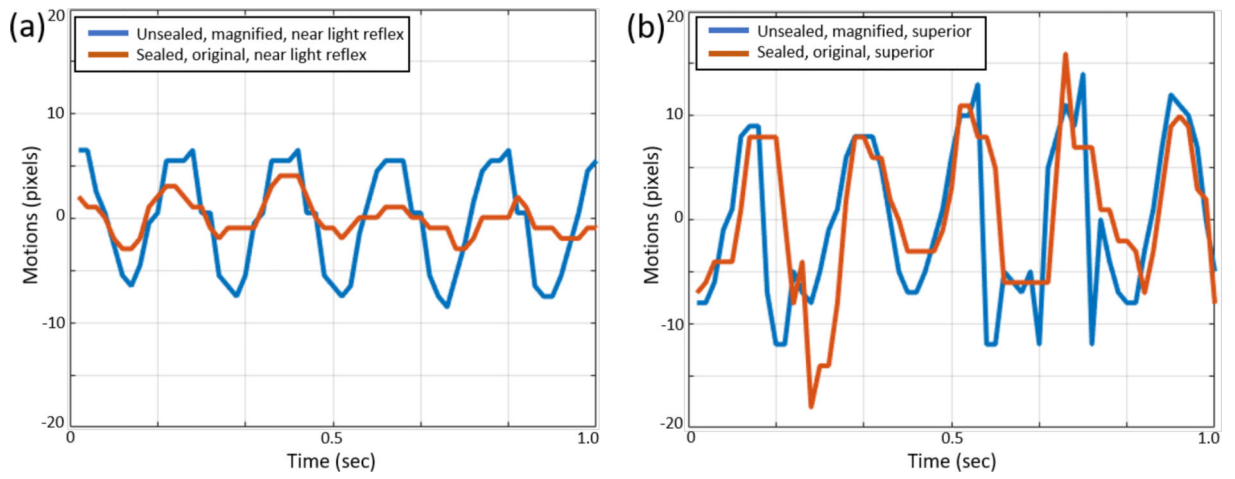 (a)
Unsealed, magnified, near light reflex
Sealed, original, near light reflex
20
10
0
-10
-20
0
0.5
1.0
Motions (pixels)
Time (sec)
(b)
Unsealed, magnified, superior
Sealed, original, superior
20
10
0
-10
-20
0
0.5
1.0
Motions (pixels)
Time (sec)